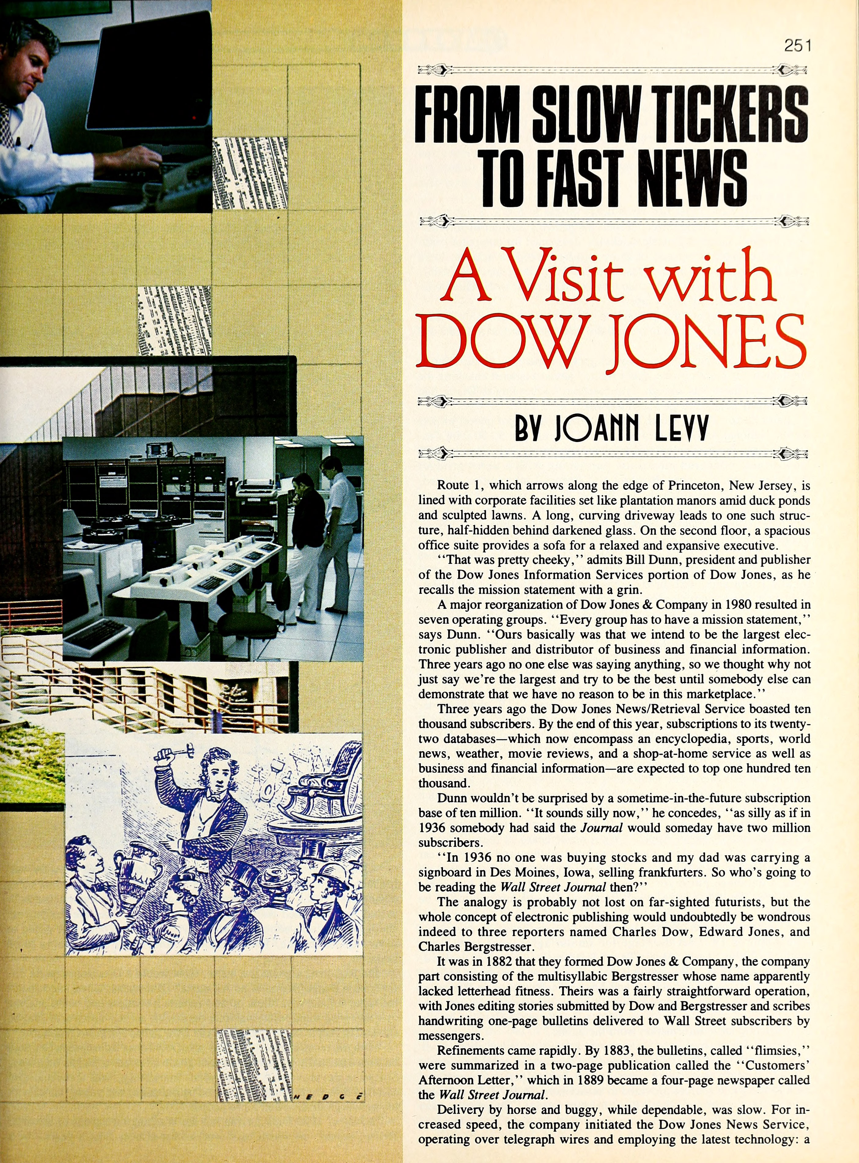 251
FROM SLOW TICKERS
TO FAST NEWS
A Visit with
DOW JONES
BY JOANN LEVY
Route 1, which arrows along the edge of Princeton, New Jersey, is
lined with corporate facilities set like plantation manors amid duck ponds
and sculpted lawns. A long, curving driveway leads to one such struc-
ture, half-hidden behind darkened glass. On the second floor, a spacious
office suite provides a sofa for a relaxed and expansive executive.
‘‘That was pretty cheeky,’’ admits Bill Dunn, president and publisher
of the Dow Jones Information Services portion of Dow Jones, as he
recalls the mission statement with a grin.
A major reorganization of Dow Jones & Company in 1980 resulted in
seven operating groups. ‘‘Every group has to have a mission statement,’’
says Dunn. ‘‘Ours basically was that we intend to be the largest elec-
tronic publisher and distributor of business and financial information.
Three years ago no one else was saying anything, so we thought why not
just say we’re the largest and try to be the best until somebody else can
demonstrate that we have no reason to be in this marketplace.’’
Three years ago the Dow Jones News/Retrieval Service boasted ten
thousand subscribers. By the end of this year, subscriptions to its twenty-
two databases—which now encompass an encyclopedia, sports, world
news, weather, movie reviews, and a shop-at-home service as well as
business and financial information—are expected to top one hundred ten
thousand.
Dunn wouldn’t be surprised by a sometime-in-the-future subscription
base of ten million. ‘‘It sounds silly now,’’ he concedes, ‘‘as silly as if in
1936 somebody had said the Journal would someday have two million
subscribers.
‘‘In 1936 no one was buying stocks and my dad was carrying a
signboard in Des Moines, Iowa, selling frankfurters. So who’s going to
be reading the Wall Street Journal then?’’
The analogy is probably not lost on far-sighted futurists, but the
whole concept of electronic publishing would undoubtedly be wondrous
indeed to three reporters named Charles Dow, Edward Jones, and
Charles Bergstresser.
It was in 1882 that they formed Dow Jones & Company, the company
part consisting of the multisyllabic Bergstresser whose name apparently
lacked letterhead fitness. Theirs was a fairly straightforward operation,
with Jones editing stories submitted by Dow and Bergstresser and scribes
handwriting one-page bulletins delivered to Wall Street subscribers by
messengers.
Refinements came rapidly. By 1883, the bulletins, called ‘‘flimsies,’’
were summarized in a two-page publication called the ‘‘Customers’
Afternoon Letter,’’ which in 1889 became a four-page newspaper called
the Wall Street Journal.
Delivery by horse and buggy, while dependable, was slow. For in-
creased speed, the company initiated the Dow Jones News Service,
operating over telegraph wires and employing the latest technology: a
HEDGÉ